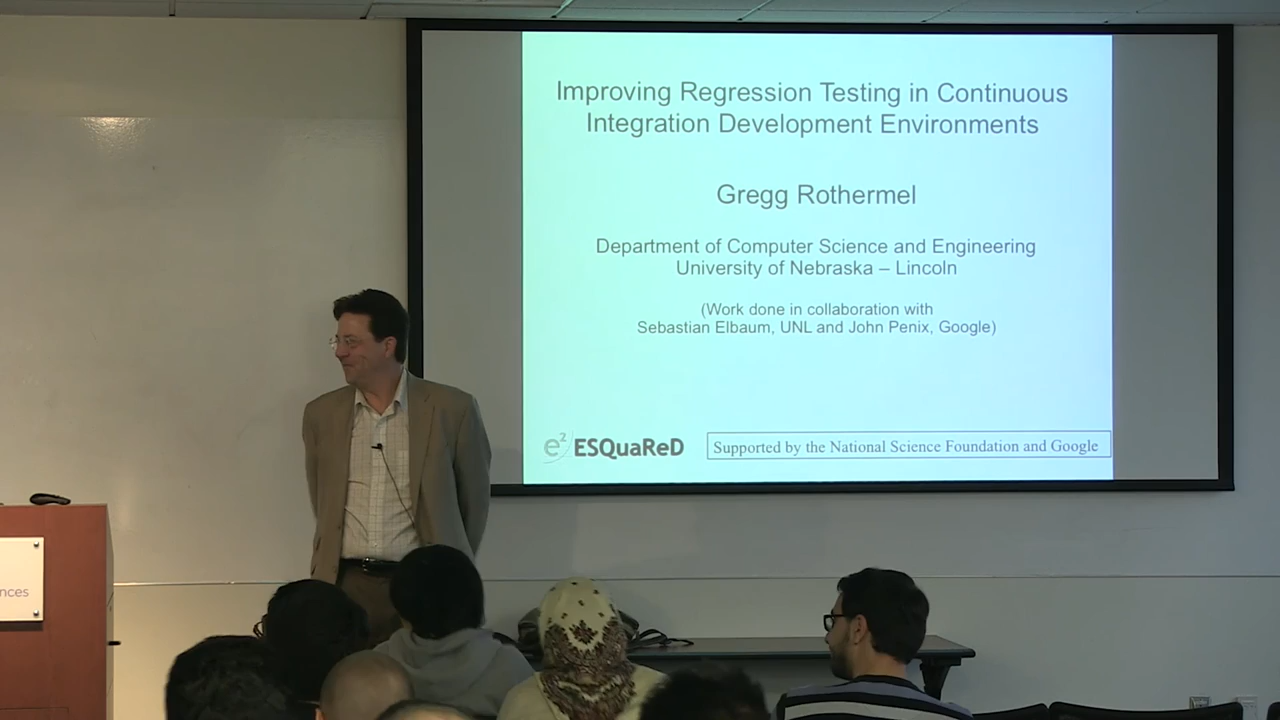 Improving Regression Testing in Continuous
Integration Development Environments
Gregg Rothermel
Department of Computer Science and Engineering
University of Nebraska – Lincoln
(Work done in collaboration with
Sebastian Elbaum, UNL and John Penix, Google)
e² ESQuaReD
Supported by the National Science Foundation and Google
nces